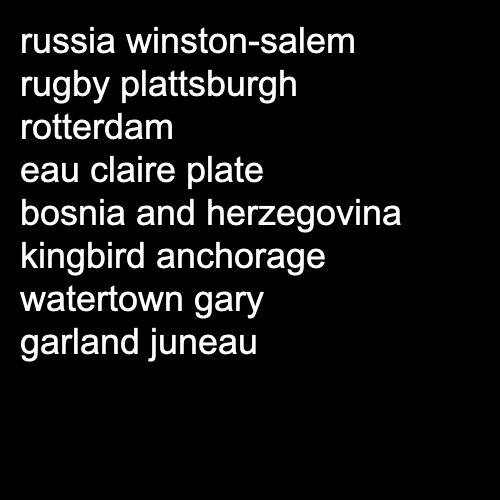 russia winston-salem
rugby plattsburgh
rotterdam
eau claire plate
bosnia and herzegovina
kingbird anchorage
watertown gary
garland juneau